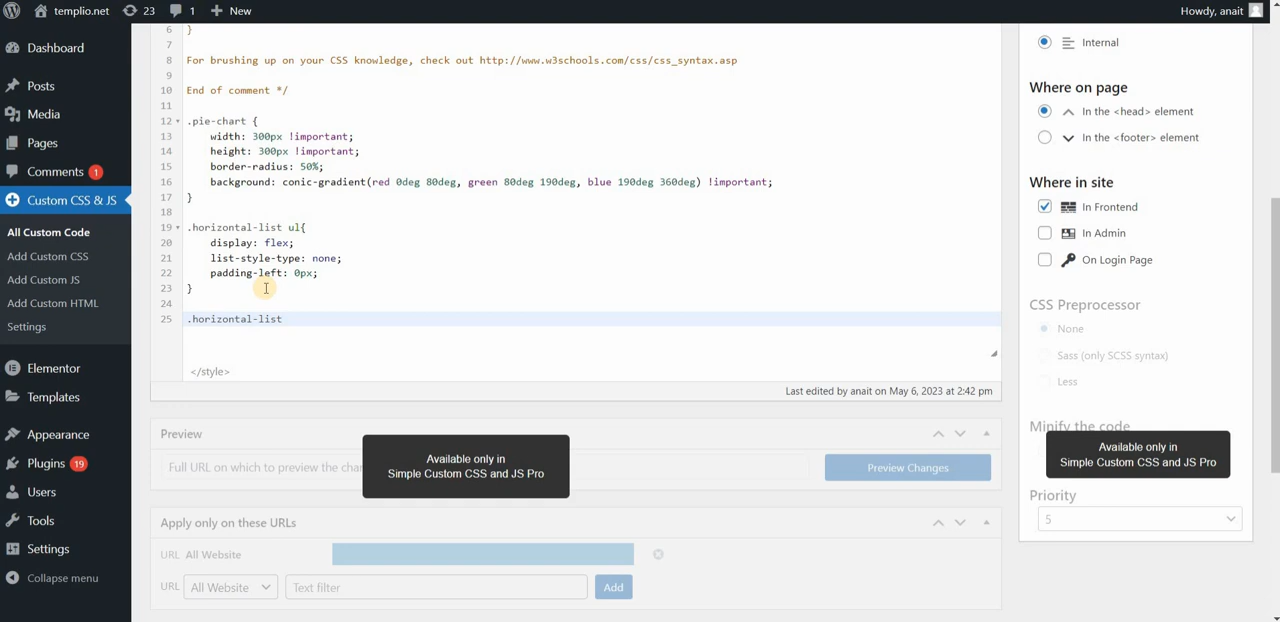 templio.net
23
1
New
Howdy, anait
Dashboard
Posts
Media
Pages
Comments 1
Custom CSS & JS
All Custom Code
Add Custom CSS
Add Custom JS
Add Custom HTML
Settings
Elementor
Templates
Appearance
Plugins 19
Users
Tools
Settings
Collapse menu
6 }
7
8 For brushing up on your CSS knowledge, check out http://www.w3schools.com/css/css_syntax.asp
9
10 End of comment */
11
12 .pie-chart {
13 width: 300px !important;
14 height: 300px !important;
15 border-radius: 50%;
16 background: conic-gradient(red 0deg 80deg, green 80deg 190deg, blue 190deg 360deg) !important;
17 }
18
19 .horizontal-list ul{
20 display: flex;
21 list-style-type: none;
22 padding-left: 0px;
23 }
24
25 .horizontal-list
</style>
Last edited by anait on May 6, 2023 at 2:42 pm
Preview
Full URL on which to preview the char
Available only in
Simple Custom CSS and JS Pro
Preview Changes
Apply only on these URLs
URL All Website
URL All Website Text filter Add
Internal
Where on page
In the <head> element
In the <footer> element
Where in site
In Frontend
In Admin
On Login Page
CSS Preprocessor
None
Sass (only SCSS syntax)
Less
Minify the code
Available only in
Simple Custom CSS and JS Pro
Priority
5